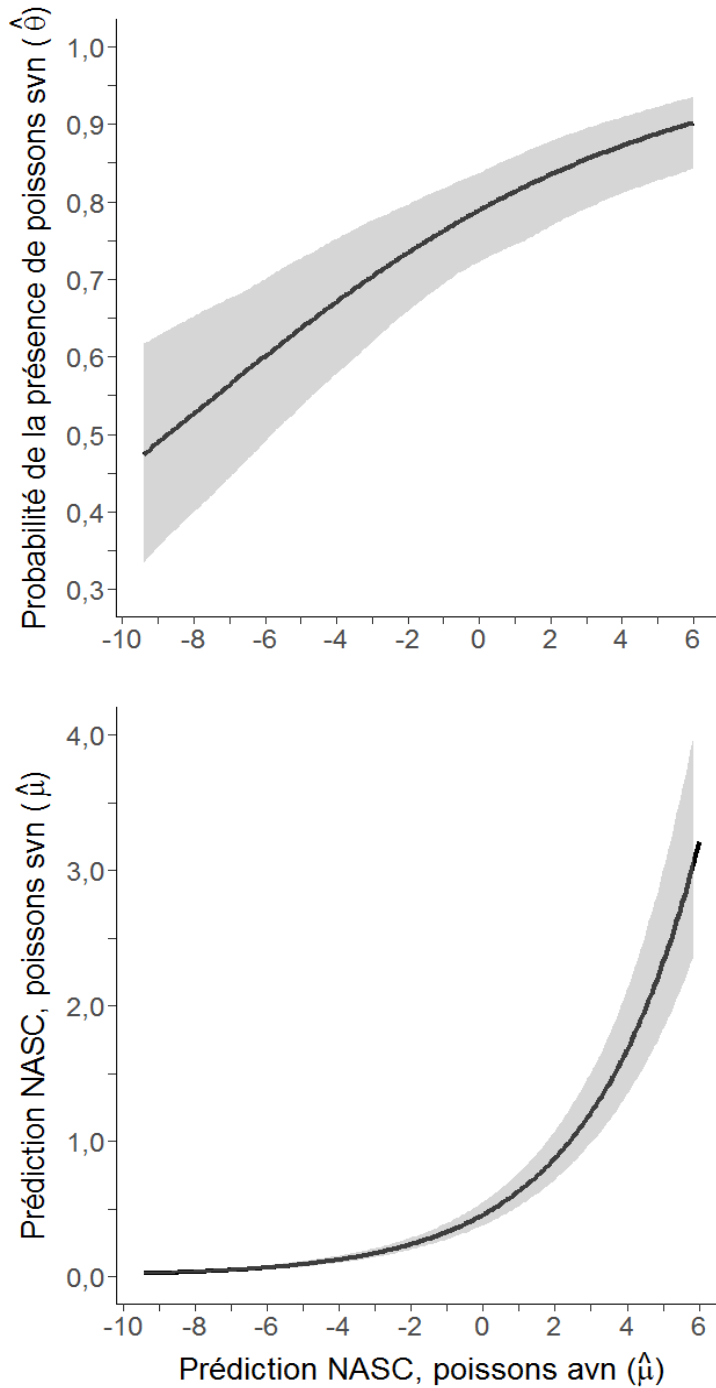 Probabilité de la présence de poissons svn (θ̂)
1,0
0,9
0,8
0,7
0,6
0,5
0,4
0,3
-10 -8 -6 -4 -2 0 2 4 6
Prédiction NASC, poissons svn (μ̂)
4,0
3,0
2,0
1,0
0,0
-10 -8 -6 -4 -2 0 2 4 6
Prédiction NASC, poissons avn (μ̂)